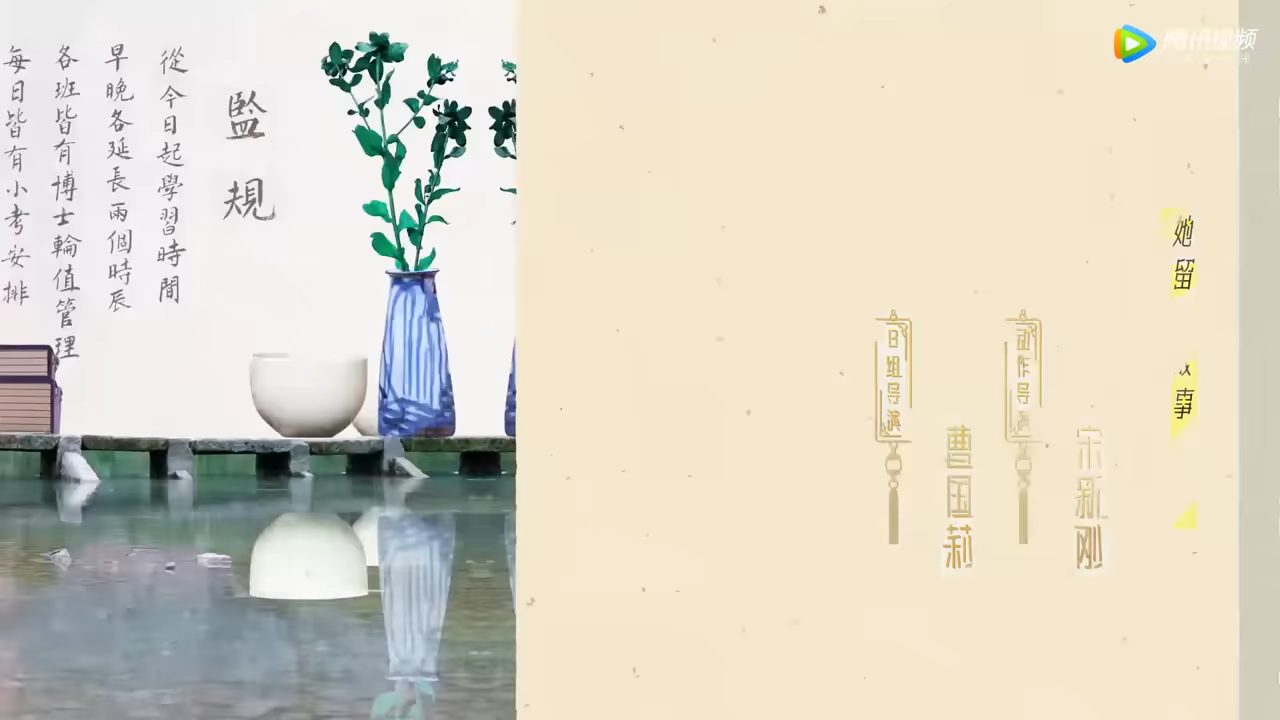 腾讯视频
監規
從今日起學習時間
早晚各延長兩個時辰
各班皆有博士輪值管理
每日皆有小考安排
她留
事
动作导演
宋新刚
B组导演
曹国莉